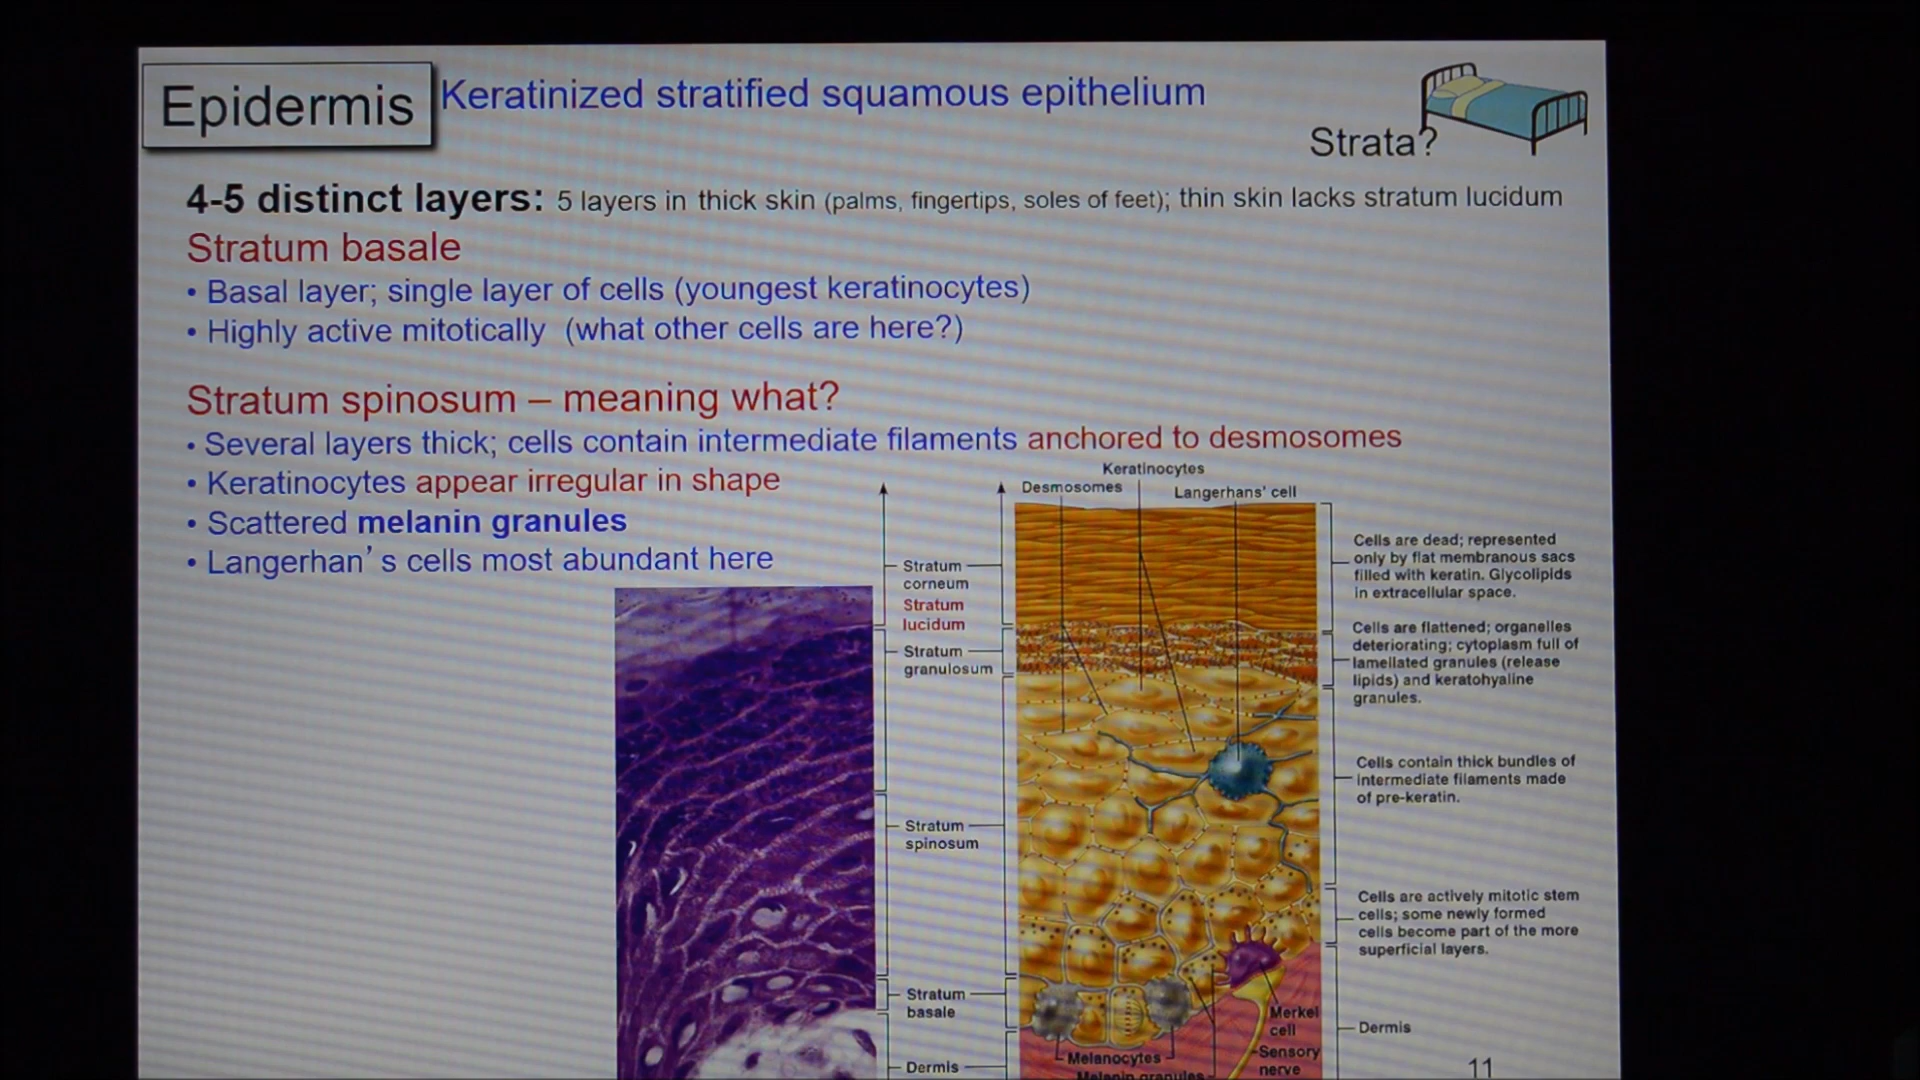 Epidermis
Keratinized stratified squamous epithelium
Strata?
4-5 distinct layers: 5 layers in thick skin (palms, fingertips, soles of feet); thin skin lacks stratum lucidum
Stratum basale
• Basal layer; single layer of cells (youngest keratinocytes)
• Highly active mitotically (what other cells are here?)
Stratum spinosum – meaning what?
• Several layers thick; cells contain intermediate filaments anchored to desmosomes
• Keratinocytes appear irregular in shape
• Scattered melanin granules
• Langerhan’s cells most abundant here
Keratinocytes
Desmosomes
Langerhans' cell
Stratum
corneum
Stratum
lucidum
Stratum
granulosum
Stratum
spinosum
Stratum
basale
Dermis
Cells are dead; represented
only by flat membranous sacs
filled with keratin. Glycolipids
in extracellular space.
Cells are flattened; organelles
deteriorating; cytoplasm full of
lamellated granules (release
lipids) and keratohyaline
granules.
Cells contain thick bundles of
intermediate filaments made
of pre-keratin.
Cells are actively mitotic stem
cells; some newly formed
cells become part of the more
superficial layers.
Dermis
Merkel
cell
Sensory
nerve
Melanocytes
Melanin granules
11